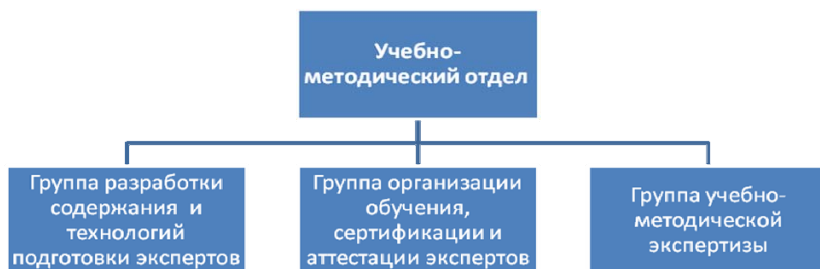 Учебно-
методический отдел
Группа разработки
содержания и
технологий
подготовки экспертов
Группа организации
обучения,
сертификации и
аттестации экспертов
Группа учебно-
методической
экспертизы